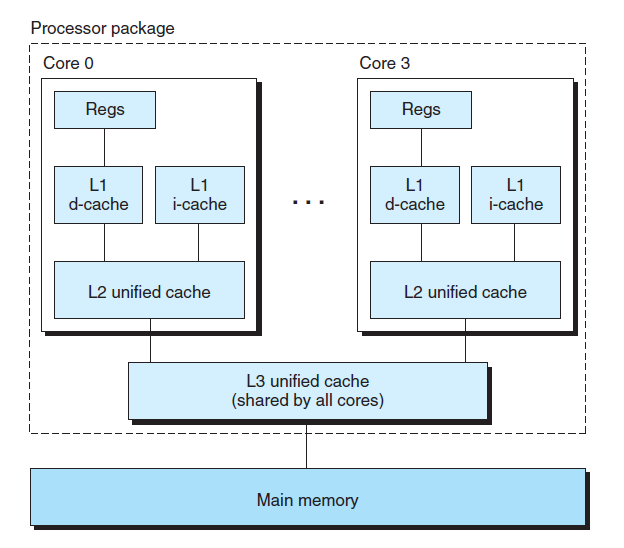 Processor package
Core 0
Core 3
Regs
Regs
L1
d-cache
L1
i-cache
. . .
L1
d-cache
L1
i-cache
L2 unified cache
L2 unified cache
L3 unified cache
(shared by all cores)
Main memory